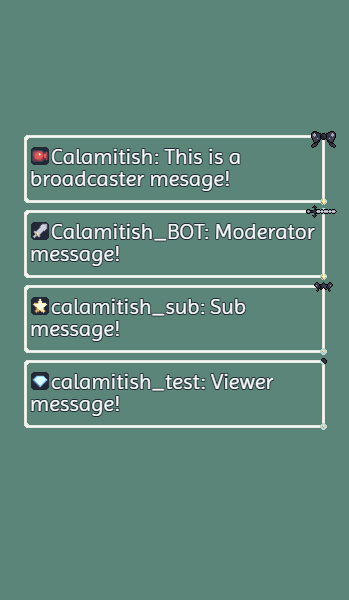 Calamitish: This is a
broadcaster mesage!
Calamitish_BOT: Moderator
message!
calamitish_sub: Sub
message!
calamitish_test: Viewer
message!